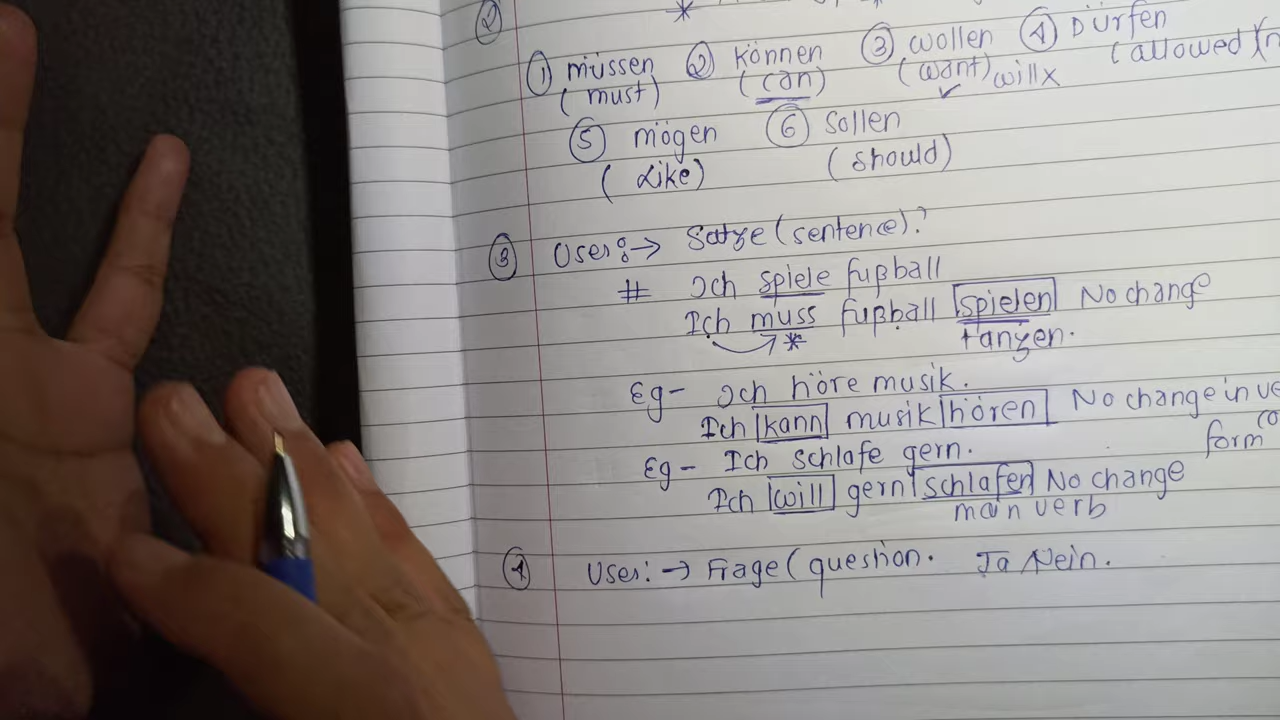 ②
*
① müssen ② können ③ wollen ④ Dürfen
( must) (can) (want) willx (allowed)
✓
⑤ mögen ⑥ sollen
( Like) (should)
③ User:→ Satze (sentence).
# Ich spiele fußball
Ich muss fußball spielen No change
* tanzen.
Eg- Ich höre musik.
Ich kann musik hören No change in ve
form
Eg- Ich schlafe gern.
Ich will gern schlafen No change
main verb
④ User:→ Frage (question. Ja Nein.